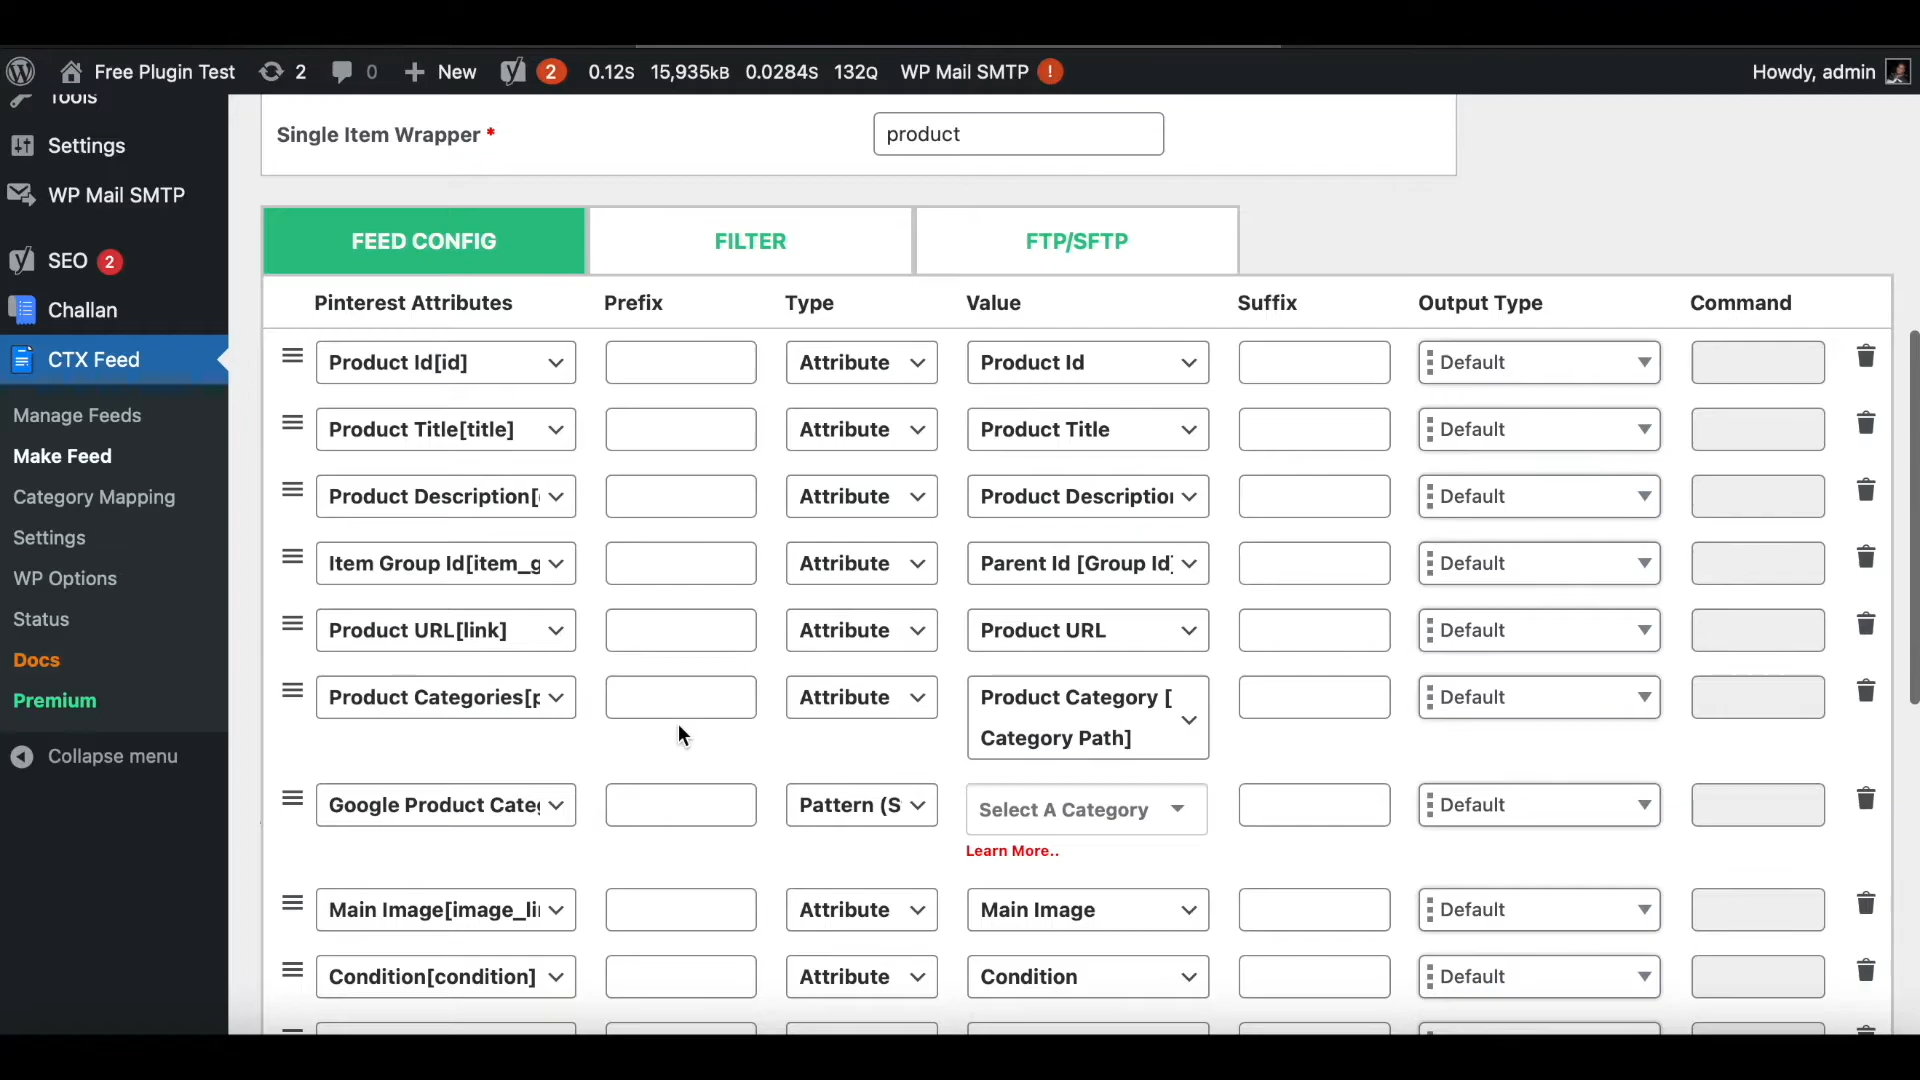 Free Plugin Test 2 0 New 2 0.12s 15,935kB 0.0284s 132Q WP Mail SMTP ! Howdy, admin
Tools
Settings
WP Mail SMTP
SEO 2
Challan
CTX Feed
Manage Feeds
Make Feed
Category Mapping
Settings
WP Options
Status
Docs
Premium
Collapse menu
Single Item Wrapper * product
FEED CONFIG FILTER FTP/SFTP
Pinterest Attributes Prefix Type Value Suffix Output Type Command
Product Id[id] Attribute Product Id Default
Product Title[title] Attribute Product Title Default
Product Description[ Attribute Product Descriptio Default
Item Group Id[item_g Attribute Parent Id [Group Id] Default
Product URL[link] Attribute Product URL Default
Product Categories[p Attribute Product Category [ Default
Category Path]
Google Product Cate Pattern (S Select A Category Default
Learn More..
Main Image[image_li Attribute Main Image Default
Condition[condition] Attribute Condition Default